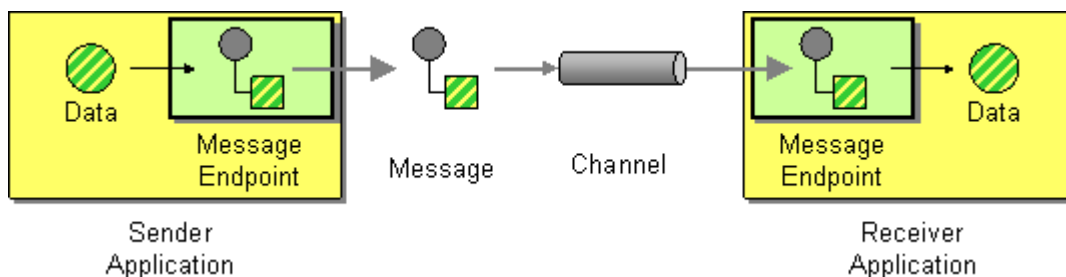 Data
Message
Endpoint
Message
Channel
Message
Endpoint
Data
Sender
Application
Receiver
Application